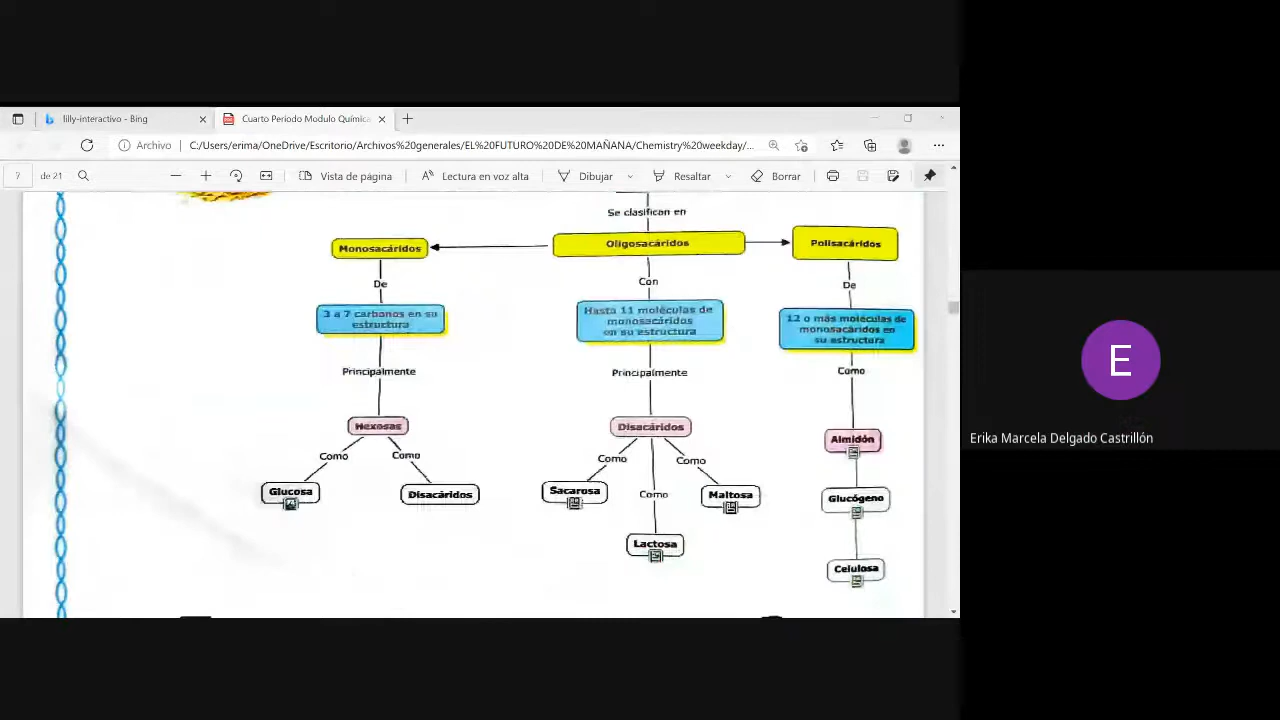 lilly-interactivo - Bing
Cuarto Periodo Modulo Química
Archivo
C:/Users/erima/OneDrive/Escritorio/Archivos%20generales/EL%20FUTURO%20DE%20MAÑANA/Chemistry%20weekday/...
7
de 21
Vista de página
Lectura en voz alta
Dibujar
Resaltar
Borrar
Se clasifican en
Monosacáridos
Oligosacáridos
Polisacáridos
De
Con
De
3 a 7 carbonos en su
estructura
Hasta 11 moléculas de
monosacáridos
en su estructura
12 o más moléculas de
monosacáridos en
su estructura
Principalmente
Principalmente
Como
Hexosas
Disacáridos
Almidón
Como
Como
Como
Como
Como
Glucosa
Disacáridos
Sacarosa
Maltosa
Glucógeno
Lactosa
Celulosa
E
Erika Marcela Delgado Castrillón